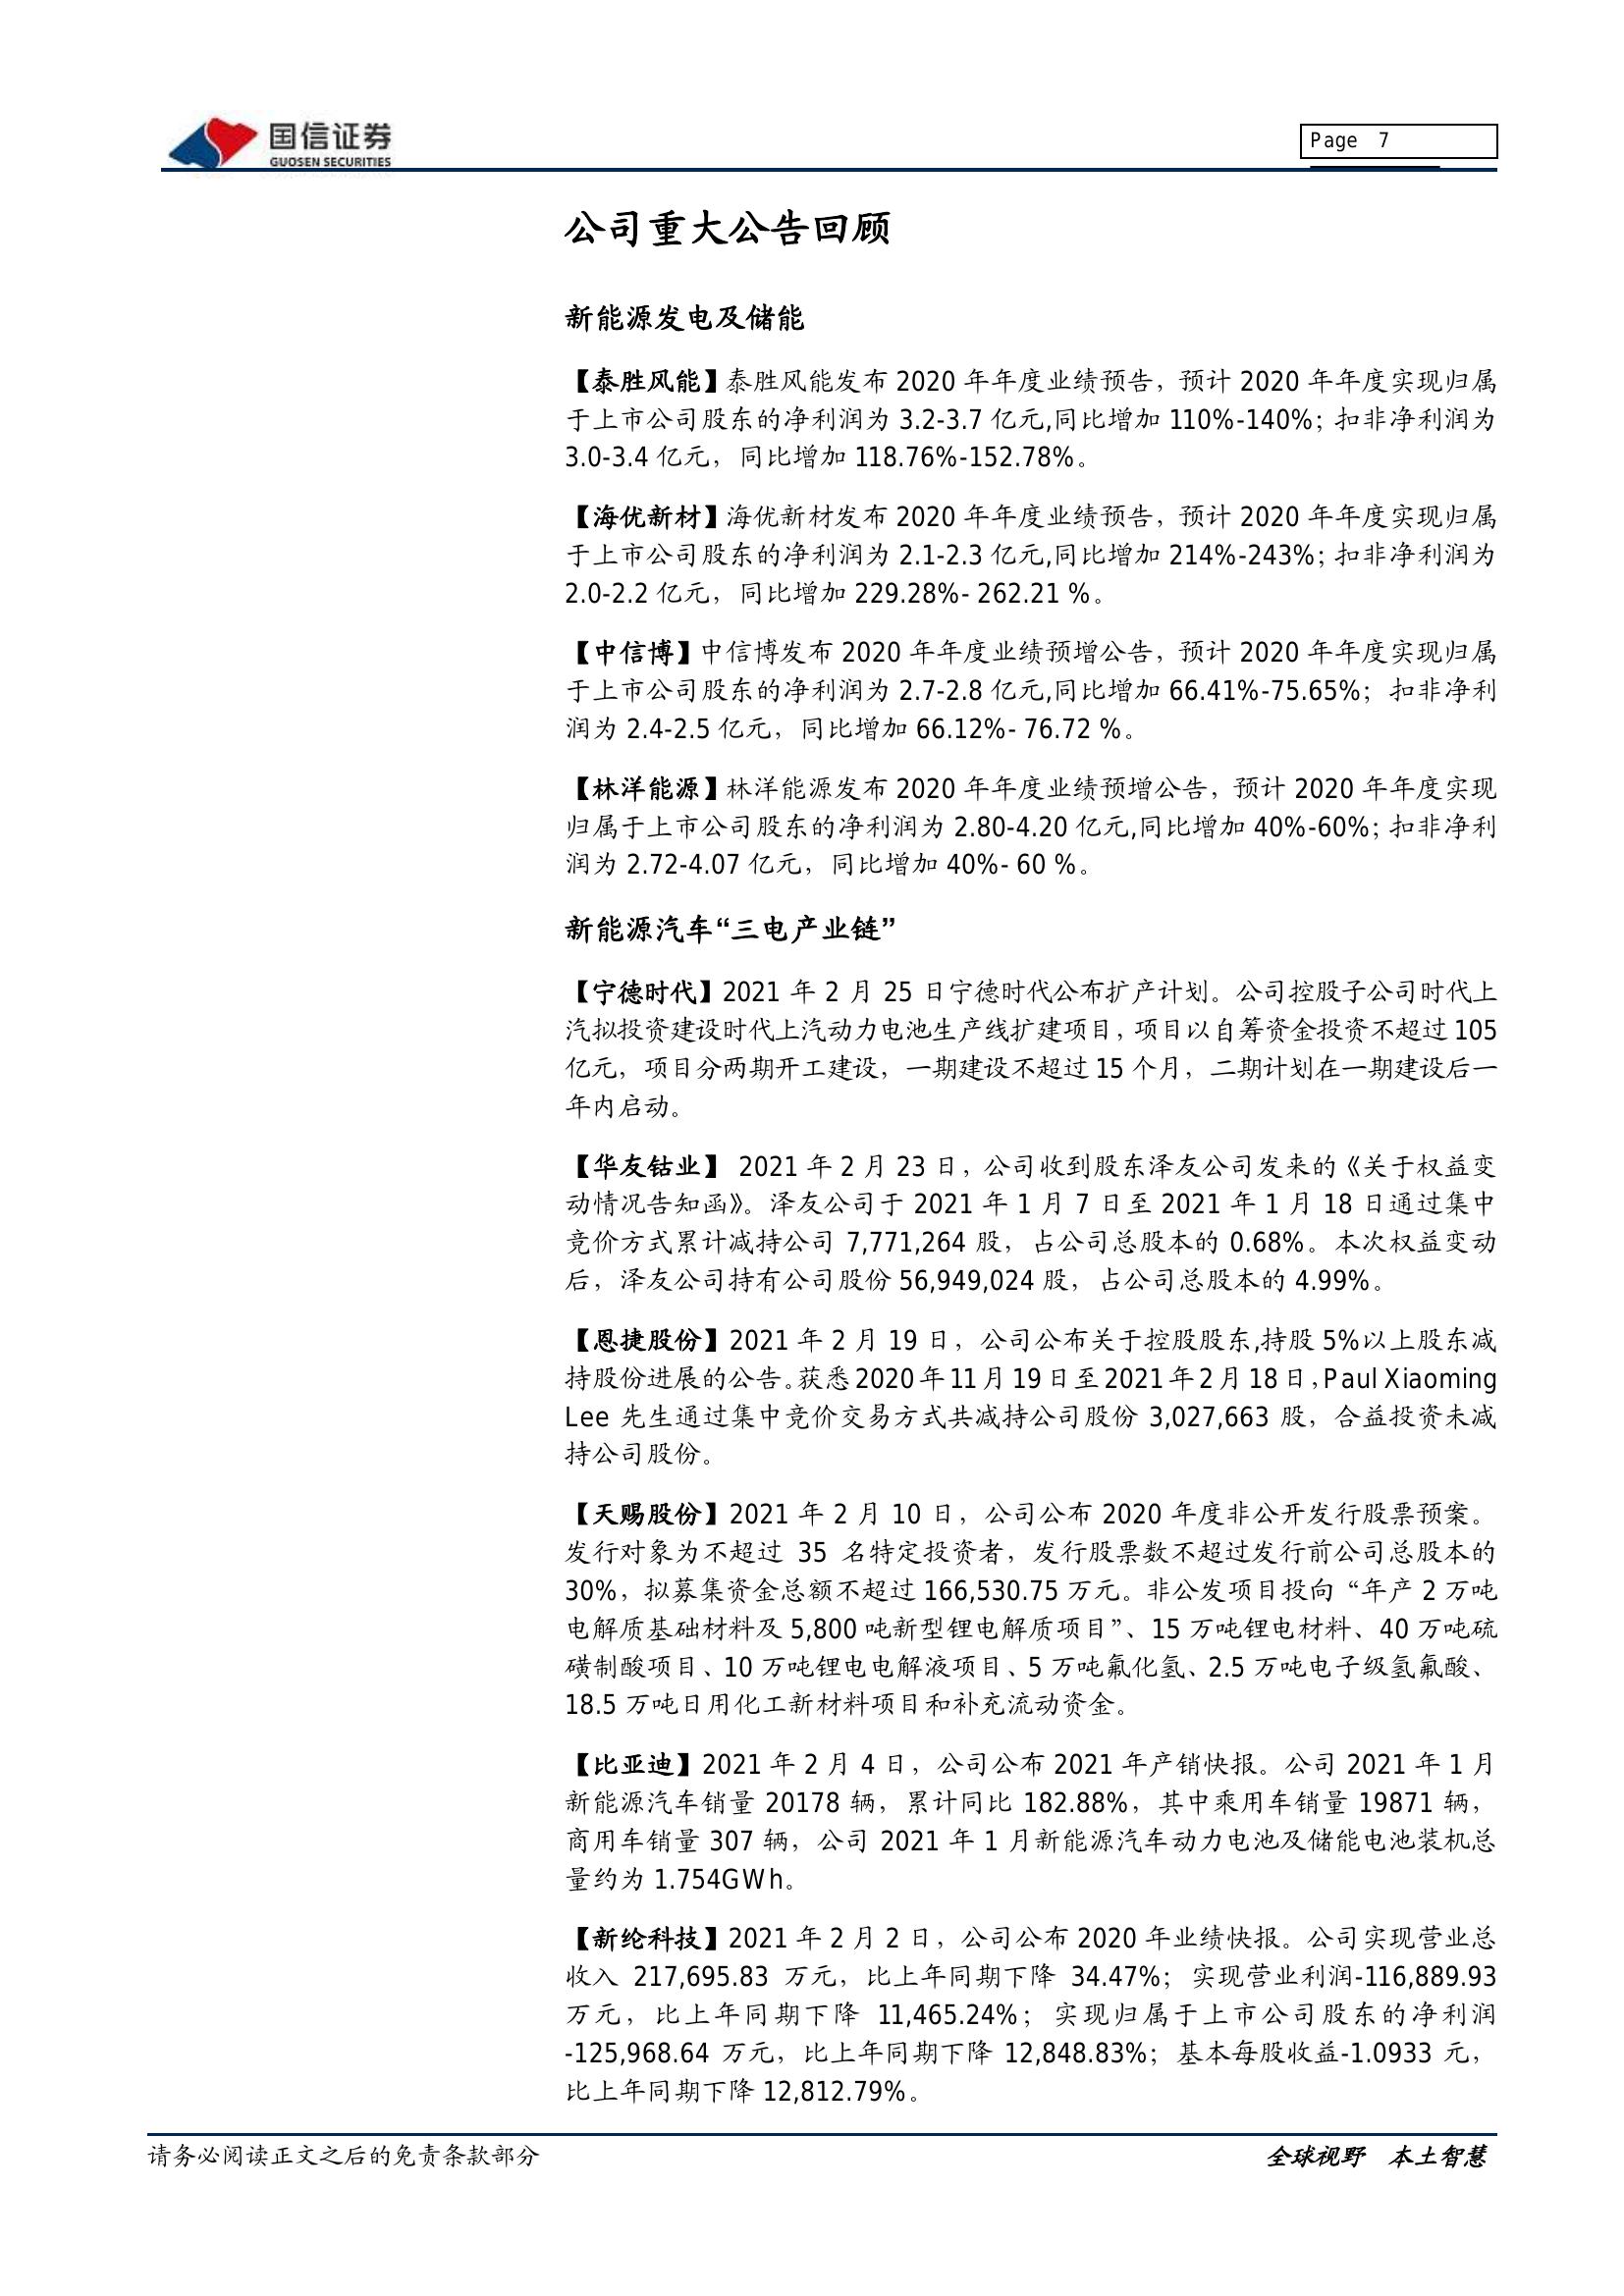 国信证券
GUOSEN SECURITIES
Page 7
公司重大公告回顾
新能源发电及储能
【泰胜风能】泰胜风能发布 2020 年年度业绩预告，预计 2020 年年度实现归属
于上市公司股东的净利润为 3.2-3.7 亿元,同比增加 110%-140%；扣非净利润为
3.0-3.4 亿元，同比增加 118.76%-152.78%。
【海优新材】海优新材发布 2020 年年度业绩预告，预计 2020 年年度实现归属
于上市公司股东的净利润为 2.1-2.3 亿元,同比增加 214%-243%；扣非净利润为
2.0-2.2 亿元，同比增加 229.28%- 262.21 %。
【中信博】中信博发布 2020 年年度业绩预增公告，预计 2020 年年度实现归属
于上市公司股东的净利润为 2.7-2.8 亿元,同比增加 66.41%-75.65%；扣非净利
润为 2.4-2.5 亿元，同比增加 66.12%- 76.72 %。
【林洋能源】林洋能源发布 2020 年年度业绩预增公告，预计 2020 年年度实现
归属于上市公司股东的净利润为 2.80-4.20 亿元,同比增加 40%-60%；扣非净利
润为 2.72-4.07 亿元，同比增加 40%- 60 %。
新能源汽车“三电产业链”
【宁德时代】2021 年 2 月 25 日宁德时代公布扩产计划。公司控股子公司时代上
汽拟投资建设时代上汽动力电池生产线扩建项目，项目以自筹资金投资不超过 105
亿元，项目分两期开工建设，一期建设不超过 15 个月，二期计划在一期建设后一
年内启动。
【华友钴业】 2021 年 2 月 23 日，公司收到股东泽友公司发来的《关于权益变
动情况告知函》。泽友公司于 2021 年 1 月 7 日至 2021 年 1 月 18 日通过集中
竞价方式累计减持公司 7,771,264 股，占公司总股本的 0.68%。本次权益变动
后，泽友公司持有公司股份 56,949,024 股，占公司总股本的 4.99%。
【恩捷股份】2021 年 2 月 19 日，公司公布关于控股股东,持股 5%以上股东减
持股份进展的公告。获悉 2020 年 11 月 19 日至 2021 年 2 月 18 日，Paul Xiaoming
Lee 先生通过集中竞价交易方式共减持公司股份 3,027,663 股，合益投资未减
持公司股份。
【天赐股份】2021 年 2 月 10 日，公司公布 2020 年度非公开发行股票预案。
发行对象为不超过 35 名特定投资者，发行股票数不超过发行前公司总股本的
30%，拟募集资金总额不超过 166,530.75 万元。非公发项目投向“年产 2 万吨
电解质基础材料及 5,800 吨新型锂电解质项目”、15 万吨锂电材料、40 万吨硫
磺制酸项目、10 万吨锂电电解液项目、5 万吨氟化氢、2.5 万吨电子级氢氟酸、
18.5 万吨日用化工新材料项目和补充流动资金。
【比亚迪】2021 年 2 月 4 日，公司公布 2021 年产销快报。公司 2021 年 1 月
新能源汽车销量 20178 辆，累计同比 182.88%，其中乘用车销量 19871 辆，
商用车销量 307 辆，公司 2021 年 1 月新能源汽车动力电池及储能电池装机总
量约为 1.754GWh。
【新纶科技】2021 年 2 月 2 日，公司公布 2020 年业绩快报。公司实现营业总
收入 217,695.83 万元，比上年同期下降 34.47%；实现营业利润-116,889.93
万元，比上年同期下降 11,465.24%；实现归属于上市公司股东的净利润
-125,968.64 万元，比上年同期下降 12,848.83%；基本每股收益-1.0933 元，
比上年同期下降 12,812.79%。
请务必阅读正文之后的免责条款部分
全球视野 本土智慧